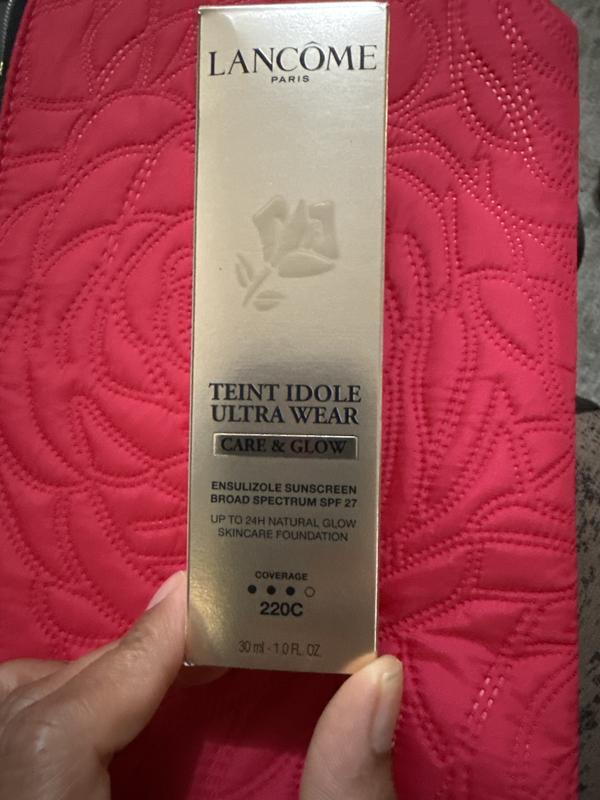 LANCÔME
PARIS
TEINT IDOLE
ULTRA WEAR
CARE & GLOW
ENSULIZOLE SUNSCREEN
BROAD SPECTRUM SPF 27
UP TO 24H NATURAL GLOW
SKINCARE FOUNDATION
COVERAGE
220C
30 ml - 1.0 FL. OZ.